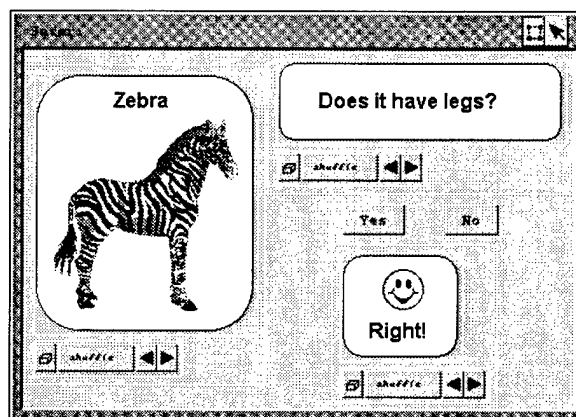 Zebra
Does it have legs?
shuffle
Yes No
Right!
shuffle
shuffle